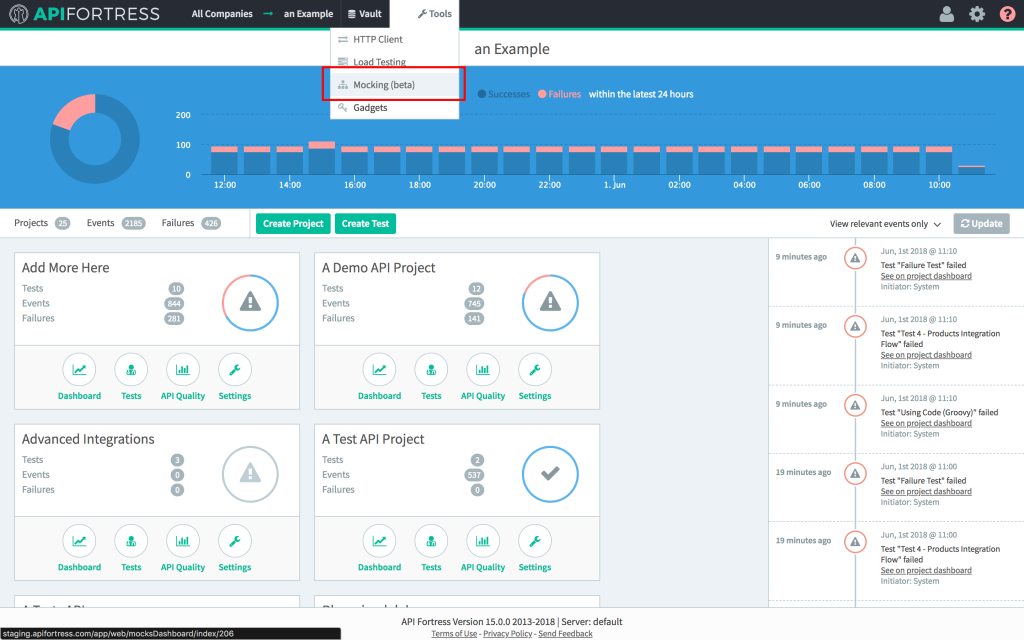 APIFORTRESS
All Companies → an Example
Vault
Tools
HTTP Client
Load Testing
Mocking (beta)
Gadgets
an Example
Successes Failures within the latest 24 hours
200
100
0
12:00 14:00 16:00 18:00 20:00 22:00 1. Jun 02:00 04:00 06:00 08:00 10:00
Projects 25 Events 2185 Failures 426
Create Project Create Test
View relevant events only
Update
Add More Here
Tests 10
Events 844
Failures 281
Dashboard Tests API Quality Settings
A Demo API Project
Tests 12
Events 745
Failures 141
Dashboard Tests API Quality Settings
Advanced Integrations
Tests 3
Events 0
Failures 0
Dashboard Tests API Quality Settings
A Test API Project
Tests 2
Events 537
Failures 0
Dashboard Tests API Quality Settings
9 minutes ago
Jun, 1st 2018 @ 11:10
Test "Failure Test" failed
See on project dashboard
Initiator: System
9 minutes ago
Jun, 1st 2018 @ 11:10
Test "Test 4 - Products Integration
Flow" failed
See on project dashboard
Initiator: System
9 minutes ago
Jun, 1st 2018 @ 11:10
Test "Using Code (Groovy)" failed
See on project dashboard
Initiator: System
19 minutes ago
Jun, 1st 2018 @ 11:00
Test "Failure Test" failed
See on project dashboard
Initiator: System
19 minutes ago
Jun, 1st 2018 @ 11:00
Test "Test 4 - Products Integration
Flow" failed
See on project dashboard
Initiator: System
API Fortress Version 15.0.0 2013-2018 | Server: default
Terms of Use - Privacy Policy - Send Feedback
staging.apifortress.com/app/web/mocksDashboard/index/206